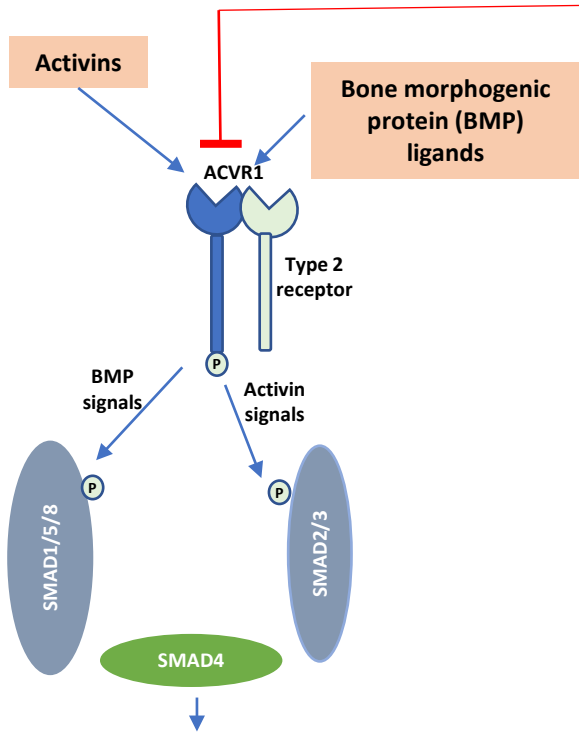 Activins
Bone morphogenic
protein (BMP)
ligands
ACVR1
Type 2
receptor
P
BMP
signals
Activin
signals
P
P
SMAD1/5/8
SMAD2/3
SMAD4